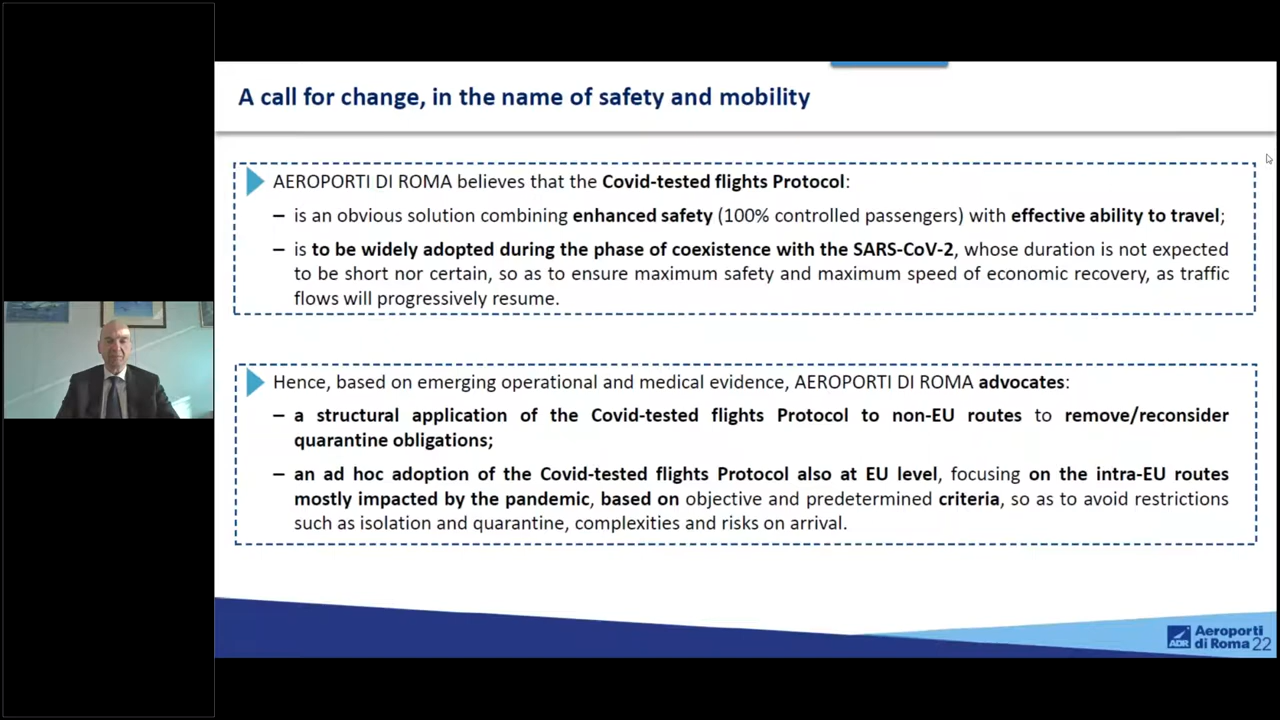 A call for change, in the name of safety and mobility
AEROPORTI DI ROMA believes that the Covid-tested flights Protocol:
– is an obvious solution combining enhanced safety (100% controlled passengers) with effective ability to travel;
– is to be widely adopted during the phase of coexistence with the SARS-CoV-2, whose duration is not expected
to be short nor certain, so as to ensure maximum safety and maximum speed of economic recovery, as traffic
flows will progressively resume.
Hence, based on emerging operational and medical evidence, AEROPORTI DI ROMA advocates:
– a structural application of the Covid-tested flights Protocol to non-EU routes to remove/reconsider
quarantine obligations;
– an ad hoc adoption of the Covid-tested flights Protocol also at EU level, focusing on the intra-EU routes
mostly impacted by the pandemic, based on objective and predetermined criteria, so as to avoid restrictions
such as isolation and quarantine, complexities and risks on arrival.
ADR
Aeroporti
di Roma 22